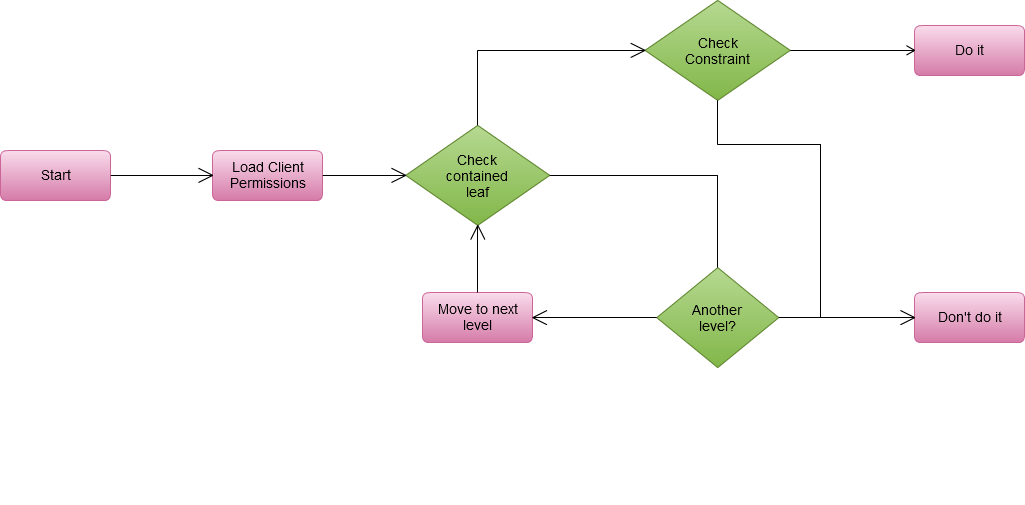 Check
Constraint
Do it
Start
Load Client
Permissions
Check
contained
leaf
Move to next
level
Another
level?
Don't do it